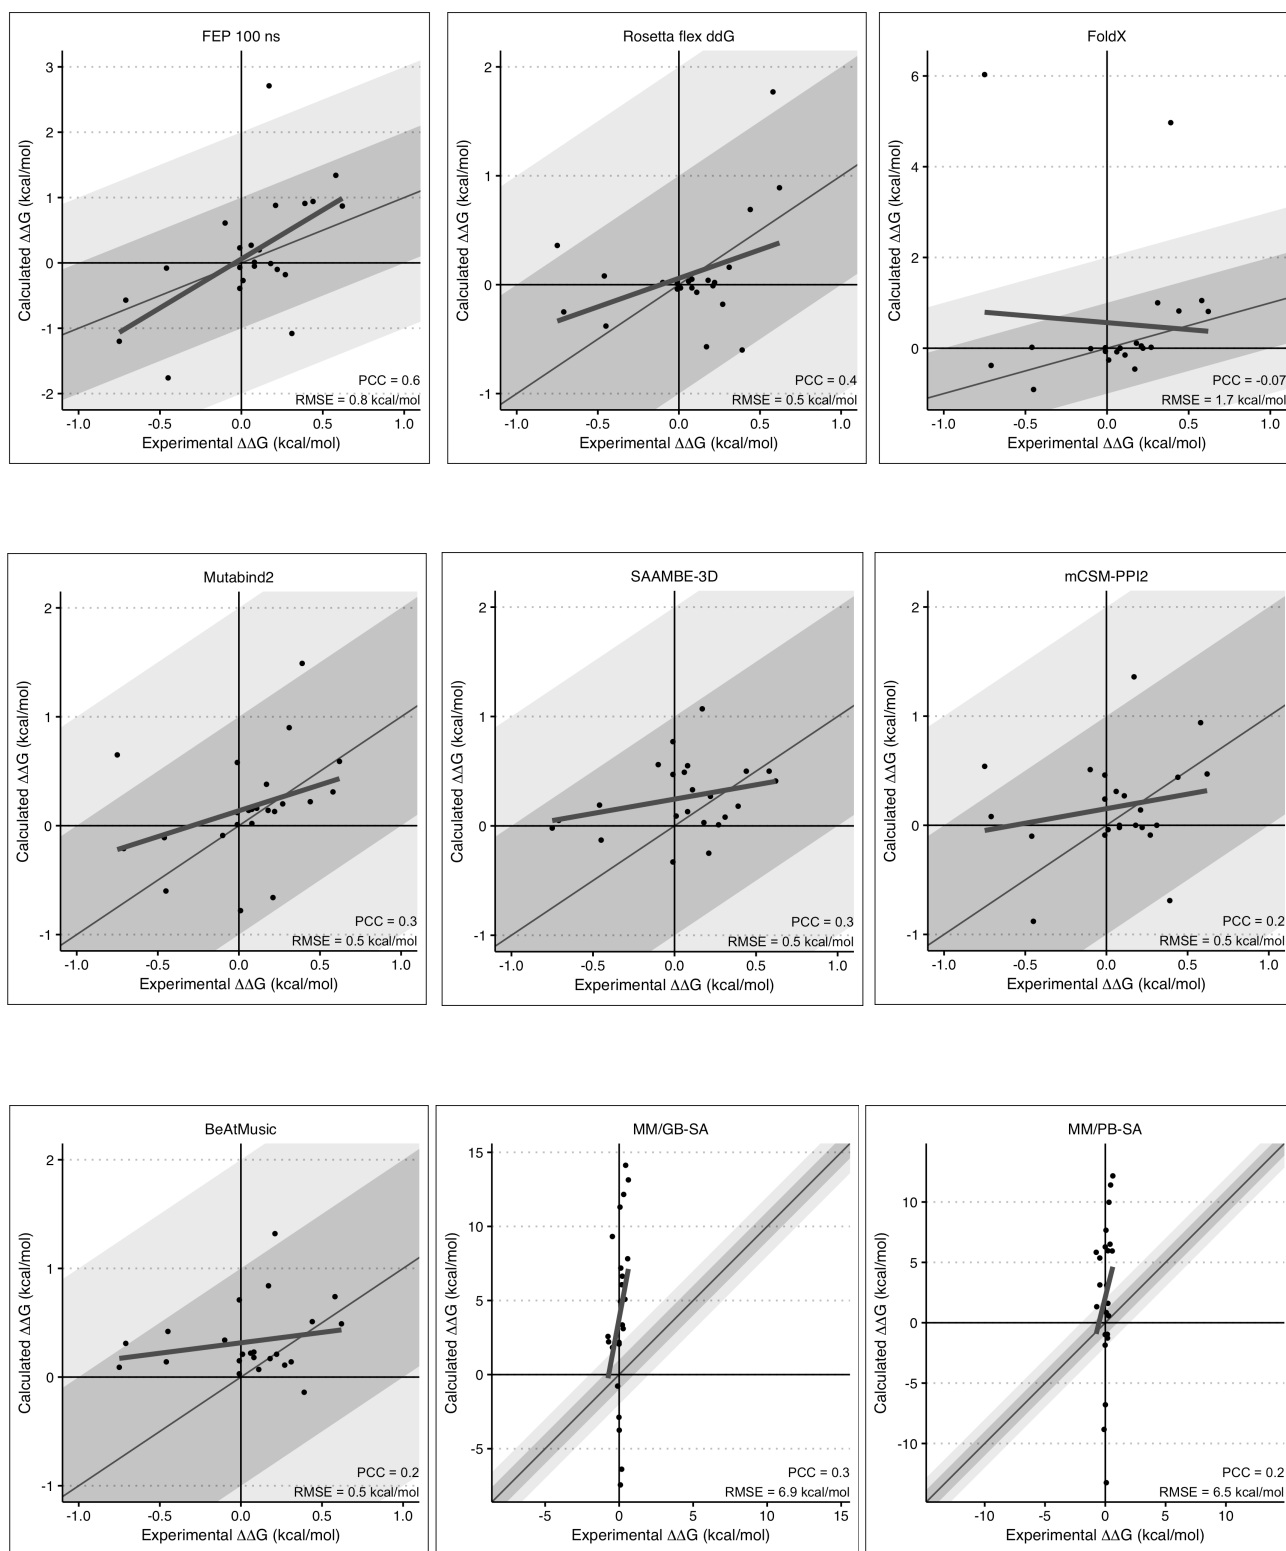 FEP 100 ns
3
2
1
0
-1
-2
Calculated ΔΔG (kcal/mol)
PCC = 0.6
RMSE = 0.8 kcal/mol
-1.0 -0.5 0.0 0.5 1.0
Experimental ΔΔG (kcal/mol)
Rosetta flex ddG
2
1
0
-1
Calculated ΔΔG (kcal/mol)
PCC = 0.4
RMSE = 0.5 kcal/mol
-1.0 -0.5 0.0 0.5 1.0
Experimental ΔΔG (kcal/mol)
FoldX
6
4
2
0
Calculated ΔΔG (kcal/mol)
PCC = -0.07
RMSE = 1.7 kcal/mol
-1.0 -0.5 0.0 0.5 1.0
Experimental ΔΔG (kcal/mol)
Mutabind2
2
1
0
-1
Calculated ΔΔG (kcal/mol)
PCC = 0.3
RMSE = 0.5 kcal/mol
-1.0 -0.5 0.0 0.5 1.0
Experimental ΔΔG (kcal/mol)
SAAMBE-3D
2
1
0
-1
Calculated ΔΔG (kcal/mol)
PCC = 0.3
RMSE = 0.5 kcal/mol
-1.0 -0.5 0.0 0.5 1.0
Experimental ΔΔG (kcal/mol)
mCSM-PPI2
2
1
0
-1
Calculated ΔΔG (kcal/mol)
PCC = 0.2
RMSE = 0.5 kcal/mol
-1.0 -0.5 0.0 0.5 1.0
Experimental ΔΔG (kcal/mol)
BeAtMusic
2
1
0
-1
Calculated ΔΔG (kcal/mol)
PCC = 0.2
RMSE = 0.5 kcal/mol
-1.0 -0.5 0.0 0.5 1.0
Experimental ΔΔG (kcal/mol)
MM/GB-SA
15
10
5
0
-5
Calculated ΔΔG (kcal/mol)
PCC = 0.3
RMSE = 6.9 kcal/mol
-5 0 5 10 15
Experimental ΔΔG (kcal/mol)
MM/PB-SA
10
5
0
-5
-10
Calculated ΔΔG (kcal/mol)
PCC = 0.2
RMSE = 6.5 kcal/mol
-10 -5 0 5 10
Experimental ΔΔG (kcal/mol)